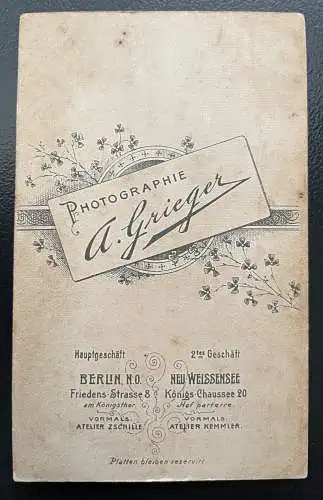 PHOTOGRAPHIE
A. Grieger
Hauptgeschäft
BERLIN, N.O.
Friedens-Strasse 8
am Königsthor.
VORMALS:
ATELIER ZSCHILLE.
2tes Geschäft
NEU WEISSENSEE
Königs-Chaussee 20
Hof parterre.
VORMALS:
ATELIER KEMMLER.
Platten bleiben reservirt